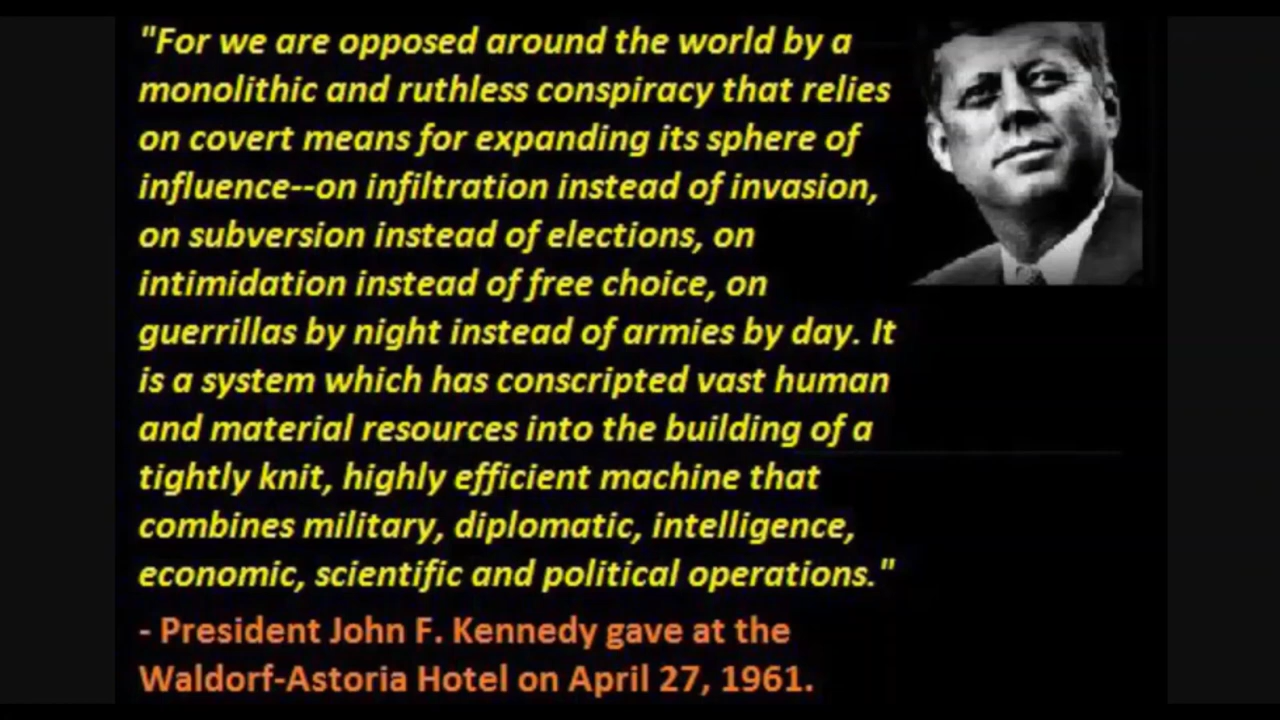 "For we are opposed around the world by a
monolithic and ruthless conspiracy that relies
on covert means for expanding its sphere of
influence--on infiltration instead of invasion,
on subversion instead of elections, on
intimidation instead of free choice, on
guerrillas by night instead of armies by day. It
is a system which has conscripted vast human
and material resources into the building of a
tightly knit, highly efficient machine that
combines military, diplomatic, intelligence,
economic, scientific and political operations."
- President John F. Kennedy gave at the
Waldorf-Astoria Hotel on April 27, 1961.